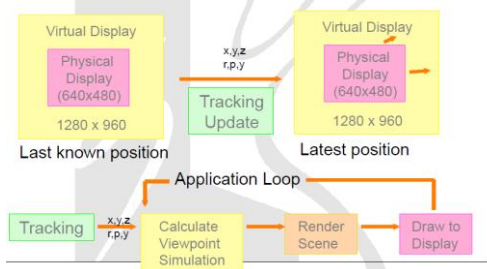 Virtual Display
Physical
Display
(640x480)
1280 x 960
Last known position
x,y,z
r,p,y
Tracking
Update
Virtual Display
Physical
Display
(640x480)
1280 x 960
Latest position
Application Loop
Tracking
x,y,z
r,p,y
Calculate
Viewpoint
Simulation
Render
Scene
Draw to
Display